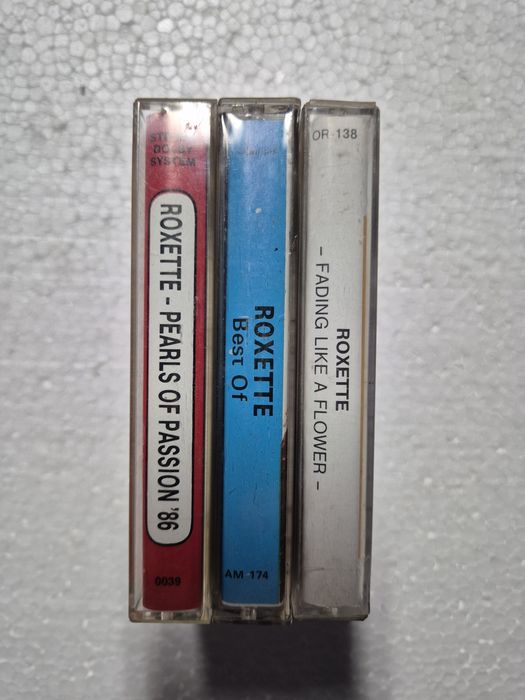 STEREO
DOLBY
SYSTEM
ROXETTE - PEARLS OF PASSION '86
0039
ROXETTE
Best Of
AM-174
OR-138
ROXETTE
- FADING LIKE A FLOWER -